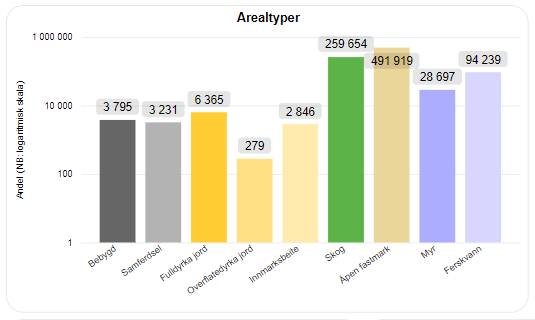 Arealtyper
Andel (NB: logaritmisk skala)
1 000 000
10 000
100
1
3 795
3 231
6 365
279
2 846
259 654
491 919
28 697
94 239
Bebygd
Samferdsel
Fulldyrka jord
Overflatedyrka jord
Innmarksbeite
Skog
Åpen fastmark
Myr
Ferskvann